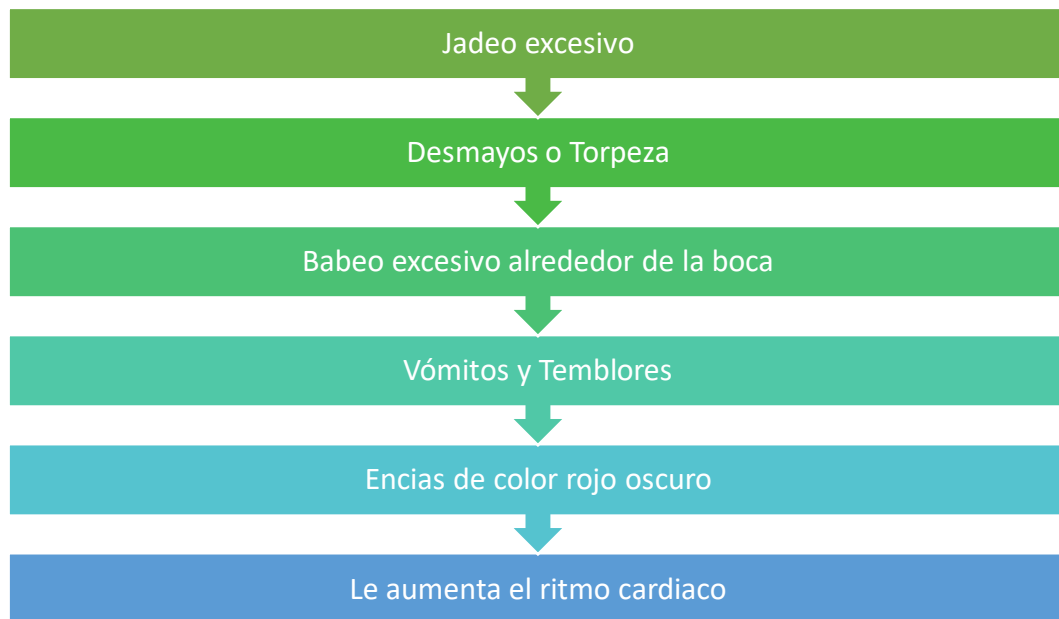 Jadeo excesivo
Desmayos o Torpeza
Babeo excesivo alrededor de la boca
Vómitos y Temblores
Encias de color rojo oscuro
Le aumenta el ritmo cardiaco